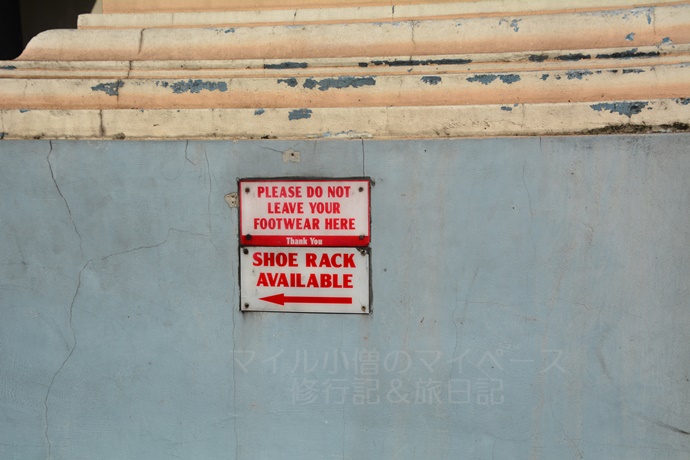 PLEASE DO NOT
LEAVE YOUR
FOOTWEAR HERE
Thank You
SHOE RACK
AVAILABLE
マイル小僧のマイペース
修行記＆旅日記